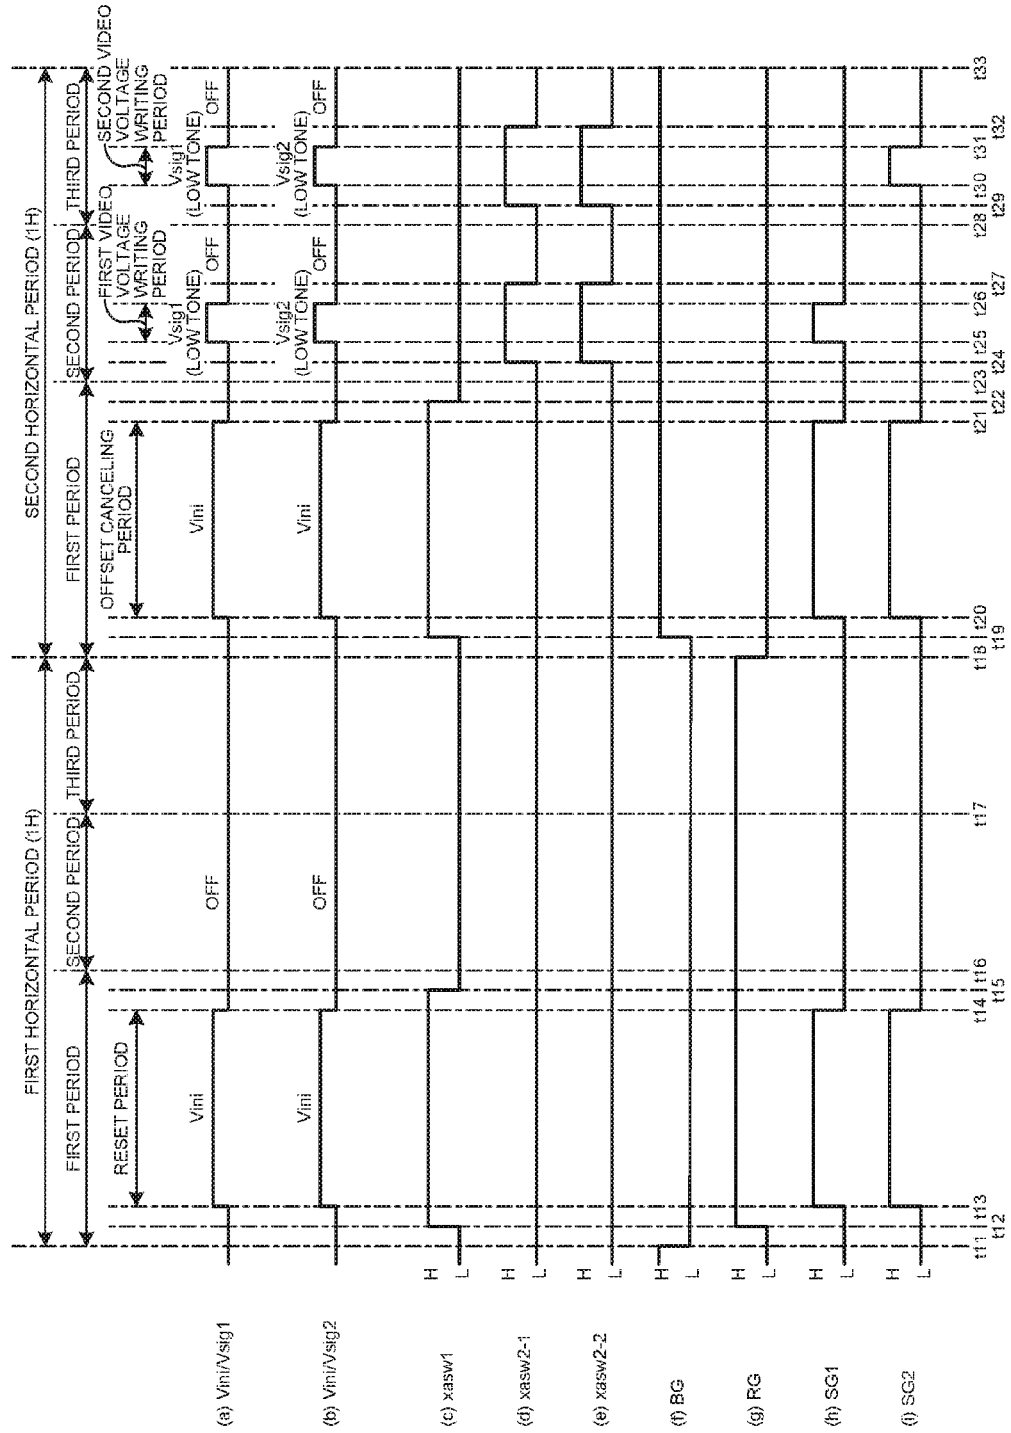 FIRST HORIZONTAL PERIOD (1H)
SECOND HORIZONTAL PERIOD (1H)
FIRST PERIOD
SECOND PERIOD
THIRD PERIOD
FIRST PERIOD
SECOND PERIOD
THIRD PERIOD
RESET PERIOD
OFFSET CANCELING
PERIOD
FIRST VIDEO
VOLTAGE
WRITING
PERIOD
SECOND VIDEO
VOLTAGE
WRITING
PERIOD
(a) Vini/Vsig1
Vini
OFF
Vini
Vsig1
(LOW TONE)
OFF
Vsig1
(LOW TONE)
OFF
(b) Vini/Vsig2
Vini
OFF
Vini
Vsig2
(LOW TONE)
OFF
Vsig2
(LOW TONE)
OFF
(c) xasw1
H
L
(d) xasw2-1
H
L
(e) xasw2-2
H
L
(f) BG
H
L
(g) RG
H
L
(h) SG1
H
L
(i) SG2
H
L
t11 t13 t14 t16 t17 t18 t20 t21 t23 t24 t25 t26 t27 t28 t30 t31 t32 t33
t12 t15 t19 t22 t29